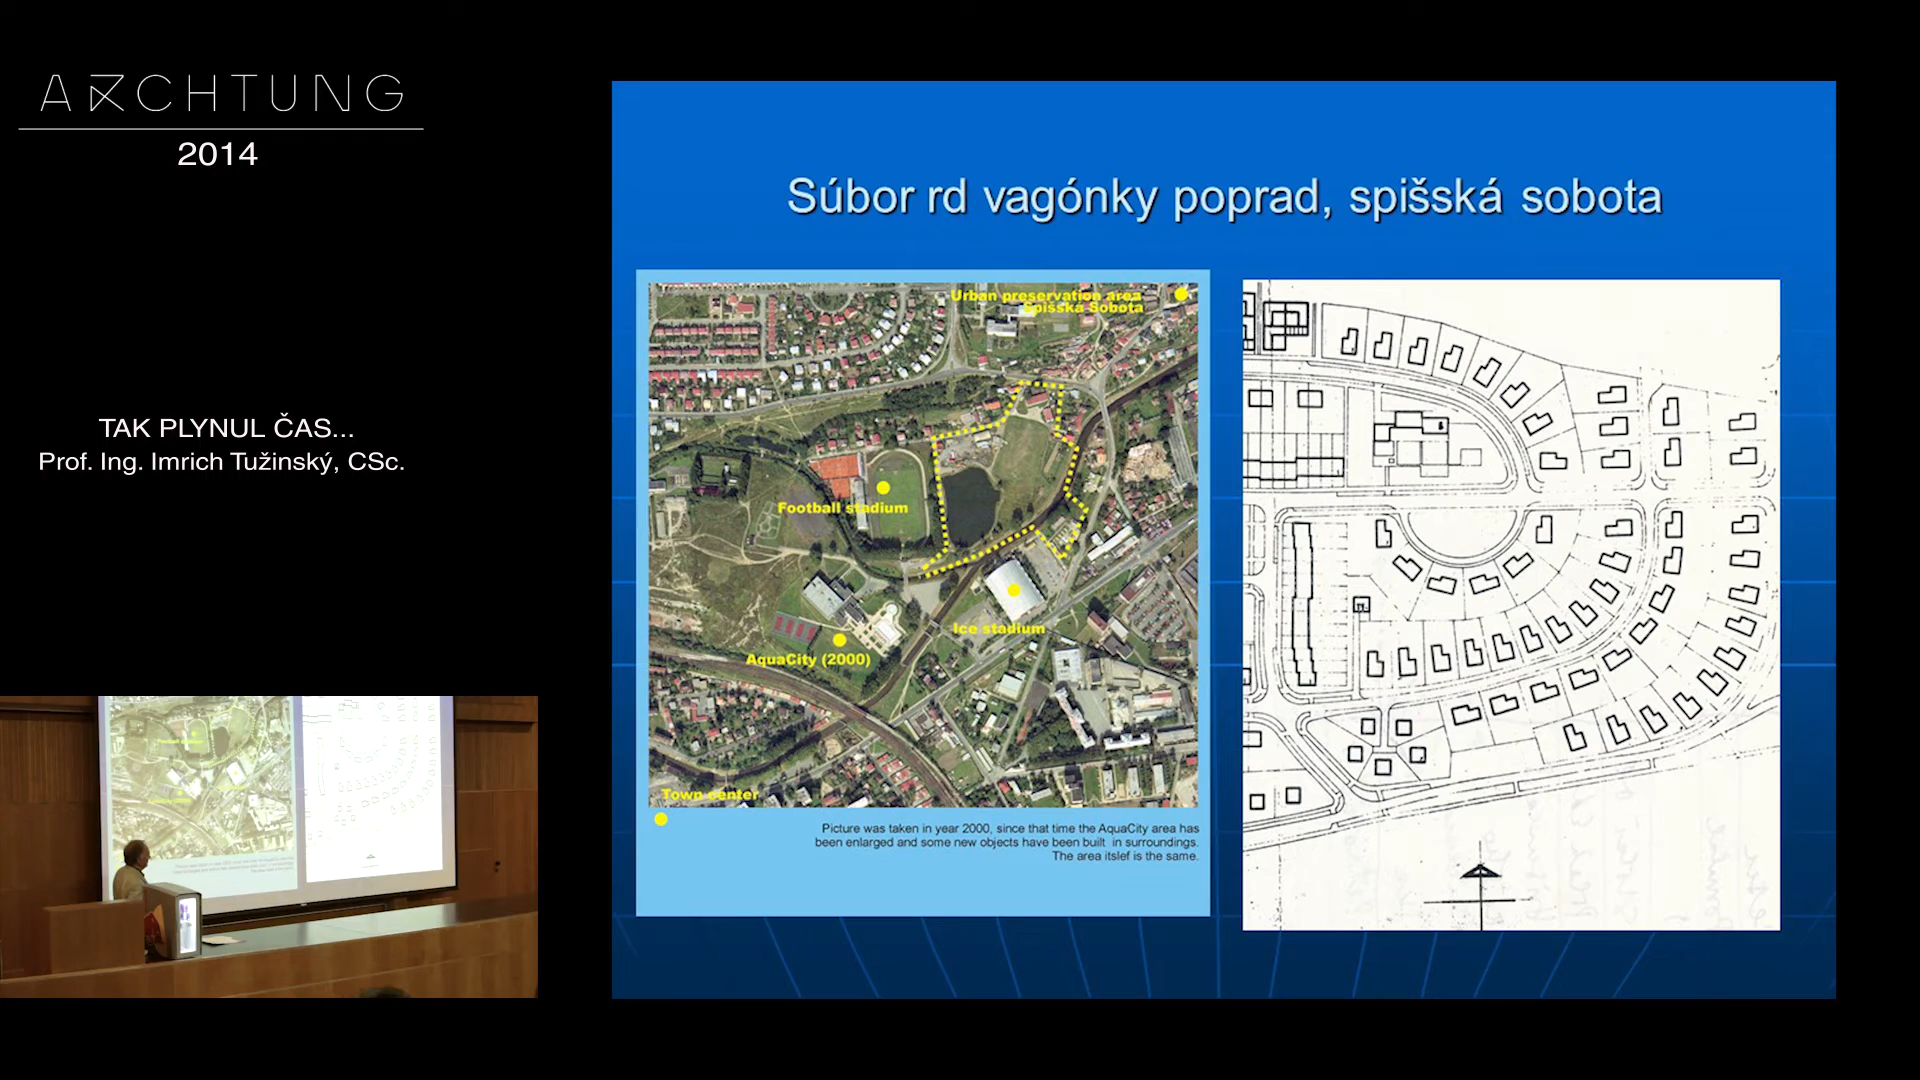 ARCHTUNG
2014
TAK PLYNUL ČAS...
Prof. Ing. Imrich Tužinský, CSc.
Súbor rd vagónky poprad, spišská sobota
Urban preservation area
Spišská Sobota
Football stadium
Ice stadium
AquaCity (2000)
Town center
Picture was taken in year 2000, since that time the AquaCity area has
been enlarged and some new objects have been built in surroundings.
The area itslef is the same.